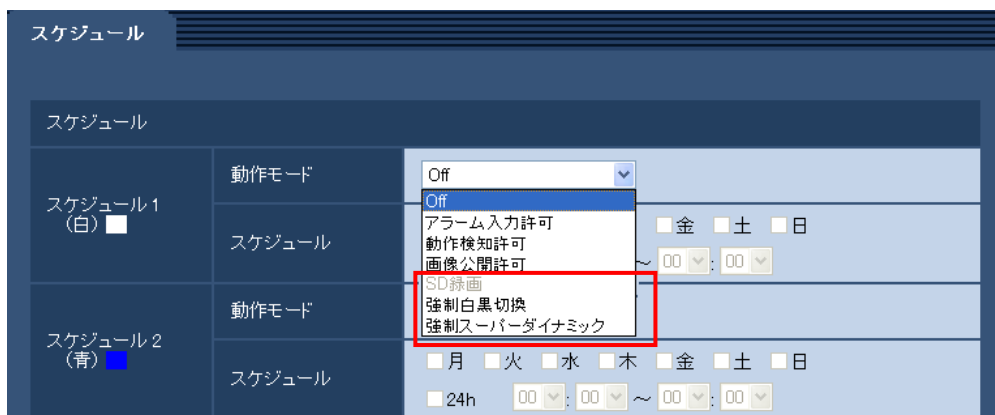 スケジュール
スケジュール
スケジュール 1
(白)
動作モード
Off
Off
アラーム入力許可
動作検知許可
画像公開許可
SD録画
強制白黒切換
強制スーパーダイナミック
スケジュール
金 土 日
～ 00 : 00
スケジュール 2
(青)
動作モード
スケジュール
月 火 水 木 金 土 日
24h 00 : 00 ～ 00 : 00